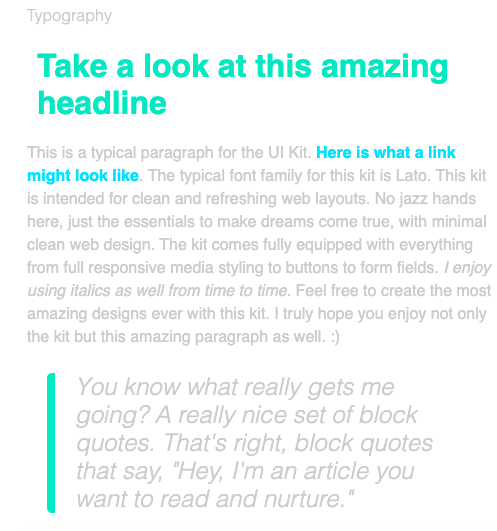 Typography
Take a look at this amazing
headline
This is a typical paragraph for the UI Kit. Here is what a link
might look like. The typical font family for this kit is Lato. This kit
is intended for clean and refreshing web layouts. No jazz hands
here, just the essentials to make dreams come true, with minimal
clean web design. The kit comes fully equipped with everything
from full responsive media styling to buttons to form fields. I enjoy
using italics as well from time to time. Feel free to create the most
amazing designs ever with this kit. I truly hope you enjoy not only
the kit but this amazing paragraph as well. :)
You know what really gets me
going? A really nice set of block
quotes. That's right, block quotes
that say, "Hey, I'm an article you
want to read and nurture."